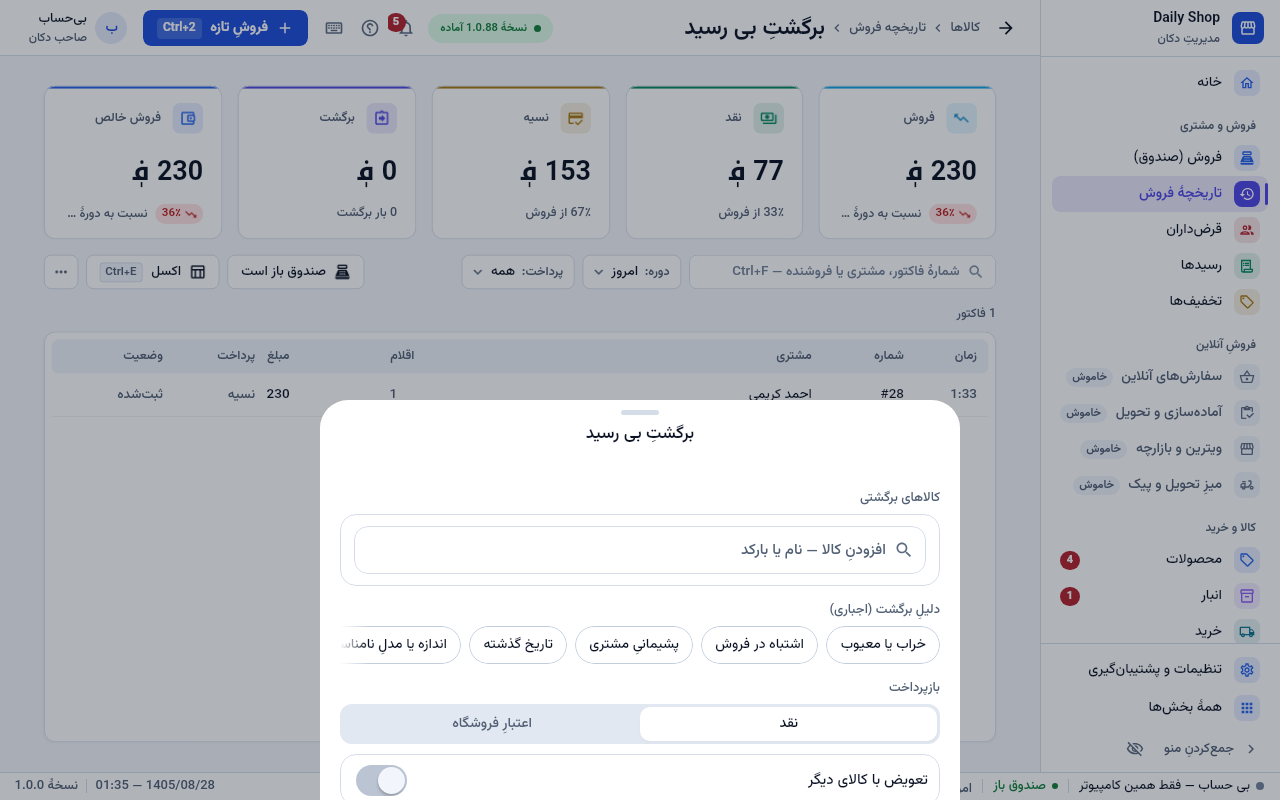 Daily Shop
مدیریتِ دکان
خانه
فروش و مشتری
فروش (صندوق)
تاریخچهٔ فروش
قرض‌داران
رسیدها
تخفیف‌ها
فروشِ آنلاین
سفارش‌های آنلاین خاموش
آماده‌سازی و تحویل خاموش
ویترین و بازارچه خاموش
میزِ تحویل و پیک خاموش
کالا و خرید
محصولات 4
انبار 1
خرید
تنظیمات و پشتیبان‌گیری
همهٔ بخش‌ها
جمع‌کردنِ منو
کالاها › تاریخچه فروش › برگشتِ بی رسید
نسخهٔ 1.0.88 آماده
5
فروشِ تازه Ctrl+2
ب
بی‌حساب
صاحب دکان
فروش
230 ؋
۳۶٪ نسبت به دورهٔ ...
نقد
77 ؋
۳۳٪ از فروش
نسیه
153 ؋
۶۷٪ از فروش
برگشت
0 ؋
0 بار برگشت
فروش خالص
230 ؋
۳۶٪ نسبت به دورهٔ ...
شمارهٔ فاکتور، مشتری یا فروشنده — Ctrl+F
دوره: امروز
پرداخت: همه
صندوق باز است
اکسل Ctrl+E
1 فاکتور
زمان شماره مشتری اقلام مبلغ پرداخت وضعیت
1:33 #28 احمد کریمی 1 230 نسیه ثبت‌شده
برگشتِ بی رسید
کالاهای برگشتی
افزودنِ کالا — نام یا بارکد
دلیلِ برگشت (اجباری)
خراب یا معیوب
اشتباه در فروش
پشیمانیِ مشتری
تاریخ گذشته
اندازه یا مدلِ
بازپرداخت
نقد
اعتبارِ فروشگاه
تعویض با کالای دیگر
بی حساب — فقط همین کامپیوتر
صندوق باز
1405/08/28 — 01:35
نسخهٔ 1.0.0